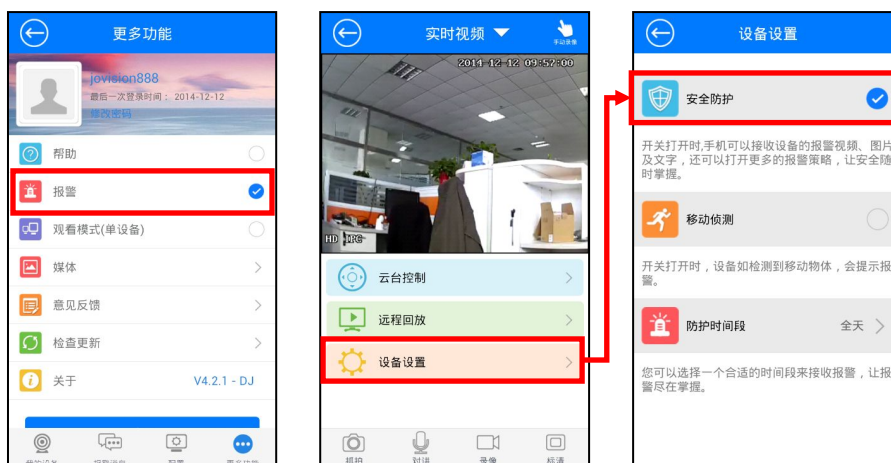 更多功能
jovision888
最后一次登录时间： 2014-12-12
修改密码
帮助
报警
观看模式(单设备)
媒体
意见反馈
检查更新
关于
V4.2.1 - DJ
更多功能
实时视频
手动录像
2014-12-12 09:57:00
HD IPC
云台控制
远程回放
设备设置
抓拍
对讲
录像
标清
设备设置
安全防护
开关打开时,手机可以接收设备的报警视频、图片
及文字，还可以打开更多的报警策略，让安全随
时掌握。
移动侦测
开关打开时，设备如检测到移动物体，会提示报
警。
防护时间段
全天
您可以选择一个合适的时间段来接收报警，让报
警尽在掌握。